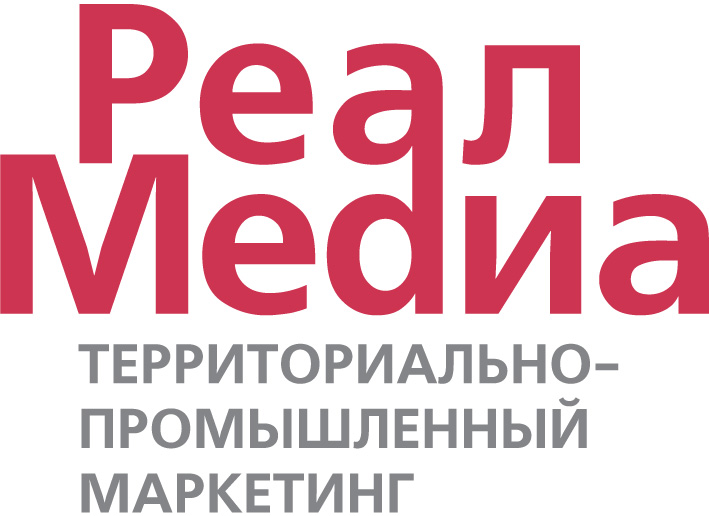 Реал
Медиа
ТЕРРИТОРИАЛЬНО–
ПРОМЫШЛЕННЫЙ
МАРКЕТИНГ